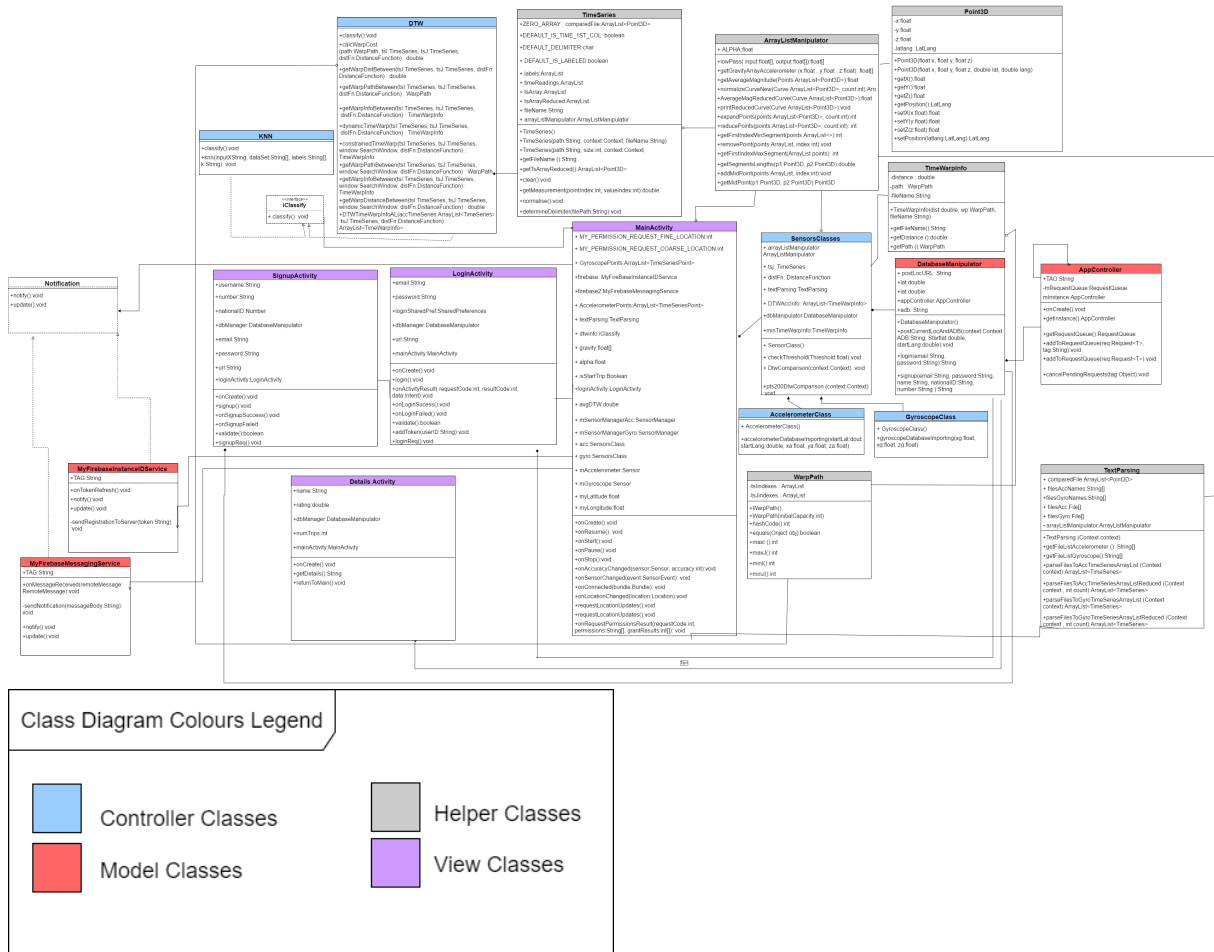 DTW
+classify():void
+calcWarpCost
(path:WarpPath, tsI:TimeSeries, tsJ:TimeSeries,
distFn:DistanceFunction) : double
+getWarpDistBetween(tsI:TimeSeries, tsJ:TimeSeries, distFn:
DistanceFunction) : double
+getWarpPathBetween(tsI:TimeSeries, tsJ:TimeSeries,
distFn:DistanceFunction) : WarpPath
+getWarpInfoBetween(tsI:TimeSeries, tsJ:TimeSeries,
distFn:DistanceFunction) : TimeWarpInfo
+dynamicTimeWarp(tsI:TimeSeries, tsJ:TimeSeries,
distFn:DistanceFunction) : TimeWarpInfo
+constrainedTimeWarp(tsI:TimeSeries, tsJ:TimeSeries,
window:SearchWindow, distFn:DistanceFunction) :
TimeWarpInfo
+getWarpPathBetween(tsI:TimeSeries, tsJ:TimeSeries,
window:SearchWindow, distFn:DistanceFunction) : WarpPath
+getWarpInfoBetween(tsI:TimeSeries, tsJ:TimeSeries,
window:SearchWindow, distFn:DistanceFunction) :
TimeWarpInfo
+getWarpDistanceBetween(tsI:TimeSeries, tsJ:TimeSeries,
window:SearchWindow, distFn:DistanceFunction) : double
+DTWTimeWarpInfoAL(accTimeSeries:ArrayList<TimeSeries>
tsJ:TimeSeries, distFn:DistanceFunction)
ArrayList<TimeWarpInfo>
TimeSeries
+ZERO_ARRAY : comparedFile:ArrayList<Point3D>
+DEFAULT_IS_TIME_1ST_COL: boolean
+DEFAULT_DELIMITER:char
+ DEFAULT_IS_LABELED:boolean
+ labels:ArrayList
+ timeReadings:ArrayList
+ tsArray:ArrayList
+ tsArrayReduced:ArrayList
+ fileName:String
+ arrayListManipulator:ArrayListManipulator
+TimeSeries()
+TimeSeries(path:String, context:Context, fileName:String)
+TimeSeries(path:String, size:int, context:Context,
+getFileName ():String
+getTsArrayReduced():ArrayList<Point3D>
+clear():void
+getMeasurement(pointIndex:int, valueIndex:int):double
+normalise():void
+determineDelimiter(filePath:String):void
ArrayListManipulator
+ ALPHA:float
+lowPass( input:float[], output:float[]):float[]
+getGravityArrayAccelerometer (x:float , y:float , z:float): float[]
+getAverageMagnitude(Points:ArrayList<Point3D>):float
+normalizeCurveNew(Curve:ArrayList<Point3D>, count:int):Arr
+AverageMagReducedCurve(Curve:ArrayList<Point3D>):float
+printReducedCurve(Curve:ArrayList<Point3D>):void
+expandPoints(points:ArrayList<Point3D>, count:int):int
+reducePoints(points:ArrayList<Point3D>, count:int): int
+getFirstIndexMinSegment(points:ArrayList<>):int
+removePoint(points:ArrayList, index:int):void
+getFirstIndexMaxSegment(ArrayList points): int
+getSegmentsLengths(p1:Point3D, p2:Point3D):double
+addMidPoint(points:ArrayList, index:int):void
+getMidPoint(p1:Point3D, p2:Point3D):Point3D
Point3D
-x:float
-y:float
-z:float
-latlang: LatLang
+Point3D(float x, float y, float z)
+Point3D(float x, float y, float z, double lat, double lang)
+getX():float
+getY():float
+getZ():float
+getPosition():LatLang
+setX(x:float):float
+setY(y:float):float
+setZ(z:float):float
+setPosition(latlang:LatLang):LatLang
KNN
+classify():void
+knn(inputXString, dataSet:String[], labels:String[],
k:String): void
<<interface>>
iClassify
+ classify(): void
TimeWarpInfo
-distance : double
-path : WarpPath
-fileName:String
+TimeWarpInfo(dist:double, wp:WarpPath,
fileName:String)
+getFileName():String
+getDistance ():double
+getPath ():WarpPath
Notification
+notify():void
+update():void
SignupActivity
+username:String
+number:String
+nationalID:Number
+dbManager:DatabaseManipulator
+email:String
+password:String
+url:String
+loginActivity:LoginActivity
+onCreate():void
+signup():void
+onSignupSuccess():void
+onSignupFailed
+validate():boolean
+signupReq():void
LoginActivity
+email:String
+password:String
+loginSharedPref:SharedPreferences
+dbManager:DatabaseManipulator
+url:String
+mainActivity:MainActivity
+onCreate():void
+login():void
+onActivityResult( requestCode:int, resultCode:int,
data:Intent):void
+onLoginSucess():void
+onLoginFailed():void
+validate():boolean
+addToken(userID:String):void
+loginReq():void
MainActivity
+ MY_PERMISSION_REQUEST_FINE_LOCATION:int
+ MY_PERMISSION_REQUEST_COARSE_LOCATION:int
+ GyroscopePoints:ArrayList<TimeSeriesPoint>
+firebase: MyFireBaseInstanceIDService
+firebase2:MyFirebaseMessagingService
+ AccelerometerPoints:ArrayList<TimeSeriesPoint>
+ textParsing:TextParsing
+ dtwinfo:iClassify
+ gravity:float[]
+ alpha:float
+ isStartTrip:Boolean
+loginActivity:LoginActivity
+ avgDTW:doube
+ mSensorManagerAcc:SensorManager
+ mSensorManagerGyro:SensorManager
+ acc:SensorsClass
+ gyro:SensorsClass
+ mAccelerometer:Sensor
+ mGyroscope:Sensor
+ myLatitude:float
+ myLongitude:float
+onCreate():void
+onResume(): void
+onStart():void
+onPause():void
+onStop():void
+onAccuracyChanged(sensor:Sensor, accuracy:int):void
+onSensorChanged(event:SensorEvent): void
+onConnected(bundle:Bundle): void
+onLocationChanged(location:Location):void
+requestLocationUpdates():void
+requestLocationUpdates():void
+onRequestPermissionsResult(requestCode:int,
permissions:String[], grantResults:int[]): void
SensorsClasses
+ arrayListManipulator:
ArrayListManipulator
+ tsj: TimeSeries
+ distFn: DistanceFunction
+ textParsing:TextParsing
+ DTWAccInfo: ArrayList<TimeWarpInfo>
+dbManipulator:DatabaseManipulator
+minTimeWarpInfo:TimeWarpInfo
+ SensorClass()
+ checkThreshold(Threshold:float):void
+ DtwComparison(context:Context) :void
+pts200DtwComparison (context:Context):
void
DatabaseManipulator
+ postLocURL: String
+lat:double
+lat:double
+appController:AppController
+adb: String
+DatabaseManipulator()
+postCurrentLocAndADB(context:Context,
ADB:String, Startlat:double,
startLang:double):void
+login(email:String,
password:String):String
+signup(email:String, password:String,
name:String, nationalID:String,
number:String ) String
AppController
+TAG:String
-mRequestQueue:RequestQueue
mInstance:AppController
+onCreate():void
+getInstance():AppController
+getRequestQueue():RequestQueue
+addToRequestQueue(req:Request<T>,
tag:String):void
+addToRequestQueue(req:Request<T>):void
+cancelPendingRequests(tag:Object):void
AccelerometerClass
+ AccelerometerClass()
+accelerometerDatabaseImporting(startLat:doub
startLang:double, xa:float, ya:float, za:float)
GyroscopeClass
+ GyroscopeClass()
+gyroscopeDatabaseImporting(xg:float,
yg:float, zg:float)
MyFirebaseInstanceIDService
+TAG:String
+onTokenRefresh():void
+notify():void
+update():void
-sendRegistrationToServer(token:String)
:void
Details Activity
+name:String
+rating:double
+dbManager:DatabaseManipulator
+numTrips:int
+mainActivity:MainActivity
+onCreate():void
+getDetails():String
+returnToMain():void
WarpPath
-tsIindexes : ArrayList
-tsJindexes : ArrayList
+WarpPath()
+WarpPath(initialCapacity:int)
+hashCode():int
+equals(Onject obj):boolean
+maxI ():int
+maxJ():int
+minI():int
+minJ():int
TextParsing
+ comparedFile:ArrayList<Point3D>
+ filesAccNames:String[]
+filesGyroNames:String[]
+ filesAcc:File[]
+ filesGyro:File[]
+ arrayListManipulator:ArrayListManipulator
+TextParsing (Context context)
+getFileListAccelerometer (): String[]
+getFileListGyroscope():String[]
+parseFilesToAccTimeSeriesArrayList (Context
context):ArrayList<TimeSeries>
+parseFilesToAccTimeSeriesArrayListReduced (Context
context , int count):ArrayList<TimeSeries>
+parseFilesToGyroTimeSeriesArrayList (Context
context):ArrayList<TimeSeries>
+parseFilesToGyroTimeSeriesArrayListReduced (Context
context , int count):ArrayList<TimeSeries>
MyFirebaseMessagingService
+TAG:String
+onMessageReceived(remoteMessage:
RemoteMessage):void
-sendNotification(messageBody:String):
void
+notify():void
+update():void
Text
Class Diagram Colours Legend
Controller Classes
Helper Classes
Model Classes
View Classes